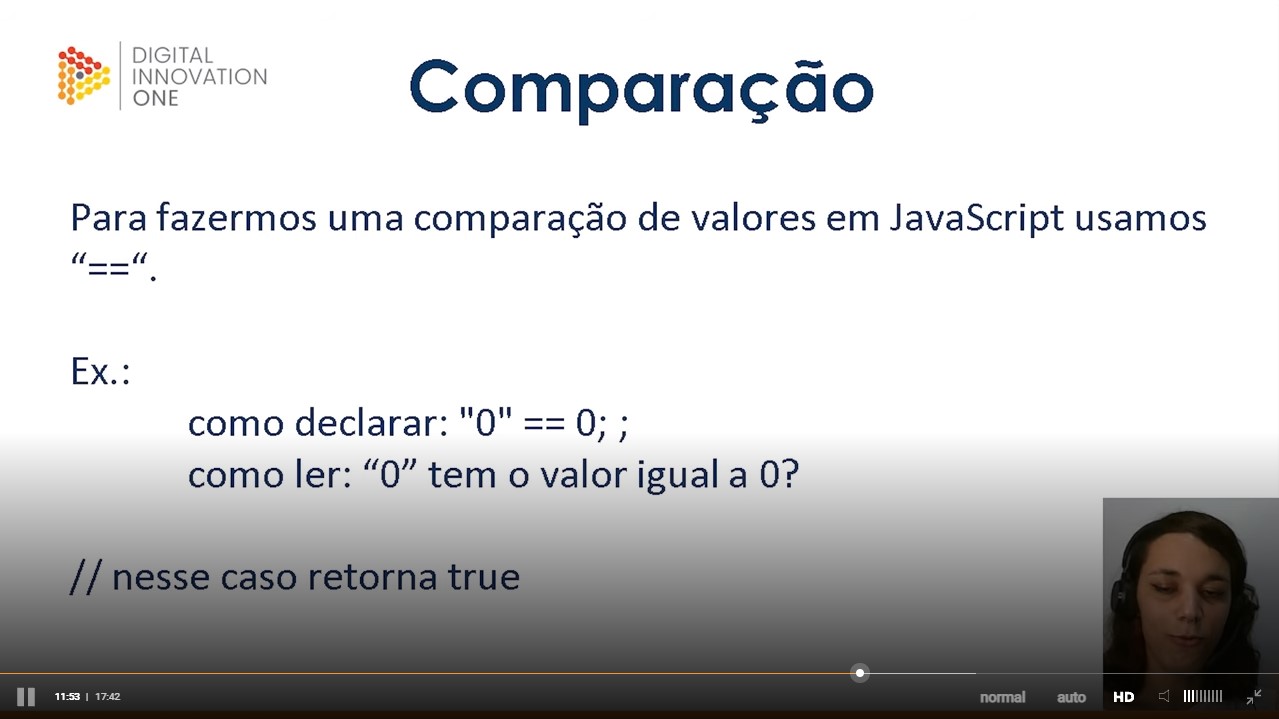 DIGITAL
INNOVATION
ONE
Comparação
Para fazermos uma comparação de valores em JavaScript usamos
“==“.
Ex.:
como declarar: "0" == 0; ;
como ler: “0” tem o valor igual a 0?
// nesse caso retorna true
11:53 | 17:42
normal auto HD